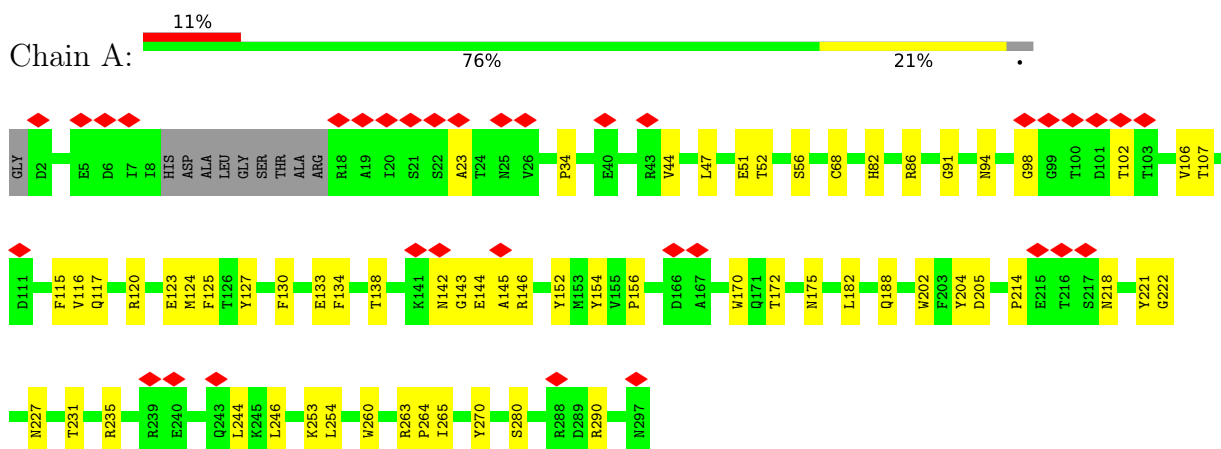 11%
Chain A:
76% 21% •
GLY D2 E5 D6 I7 I8 HIS ASP ALA LEU GLY SER THR ALA ARG R18 A19 I20 S21 S22 A23 T24 N25 V26 P34 E40 R43 V44 L47 E51 T52 S56 C68 H82 R86 G91 N94 G98 G99 T100 D101 T102 T103 V106 T107
D111 F115 V116 Q117 R120 E123 M124 F125 T126 Y127 F130 E133 F134 T138 K141 N142 G143 E144 A145 R146 Y152 M153 Y154 V155 P156 D166 A167 W170 Q171 T172 N175 L182 Q188 W202 F203 Y204 D205 P214 E215 T216 S217 N218 Y221 G222
N227 T231 R235 R239 E240 Q243 L244 K245 L246 K253 L254 W260 R263 P264 I265 Y270 S280 R288 D289 R290 N297